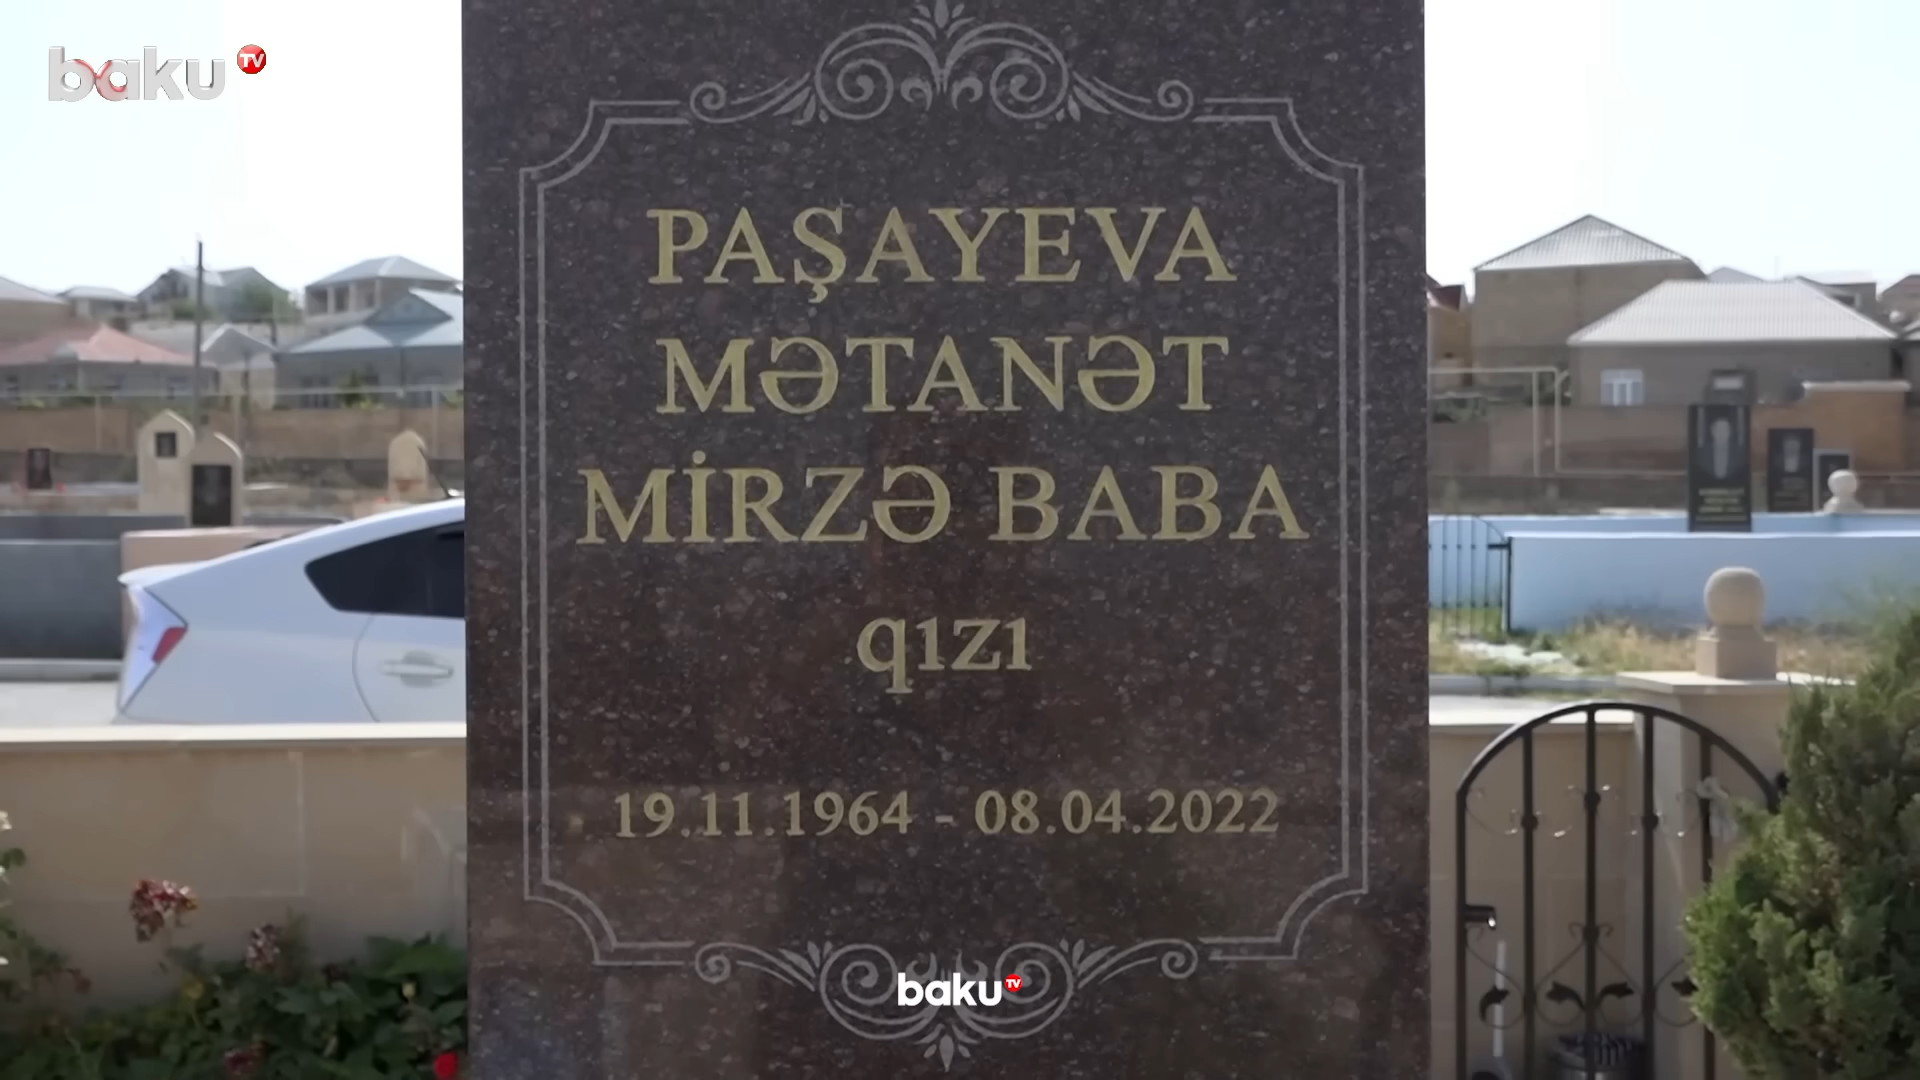 baku TV
PAŞAYEVA
MƏTANƏT
MİRZƏ BABA
qızı
19.11.1964 - 08.04.2022
baku TV